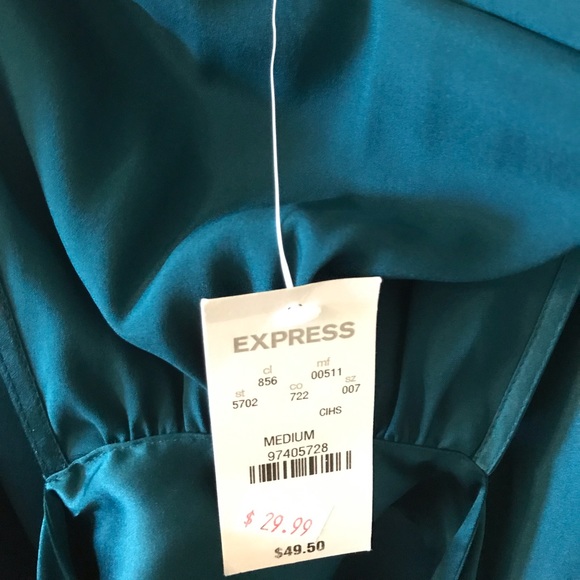 EXPRESS
cl mf
856 00511
st co sz
5702 722 007
CIHS
MEDIUM
97405728
$ 29.99
$49.50